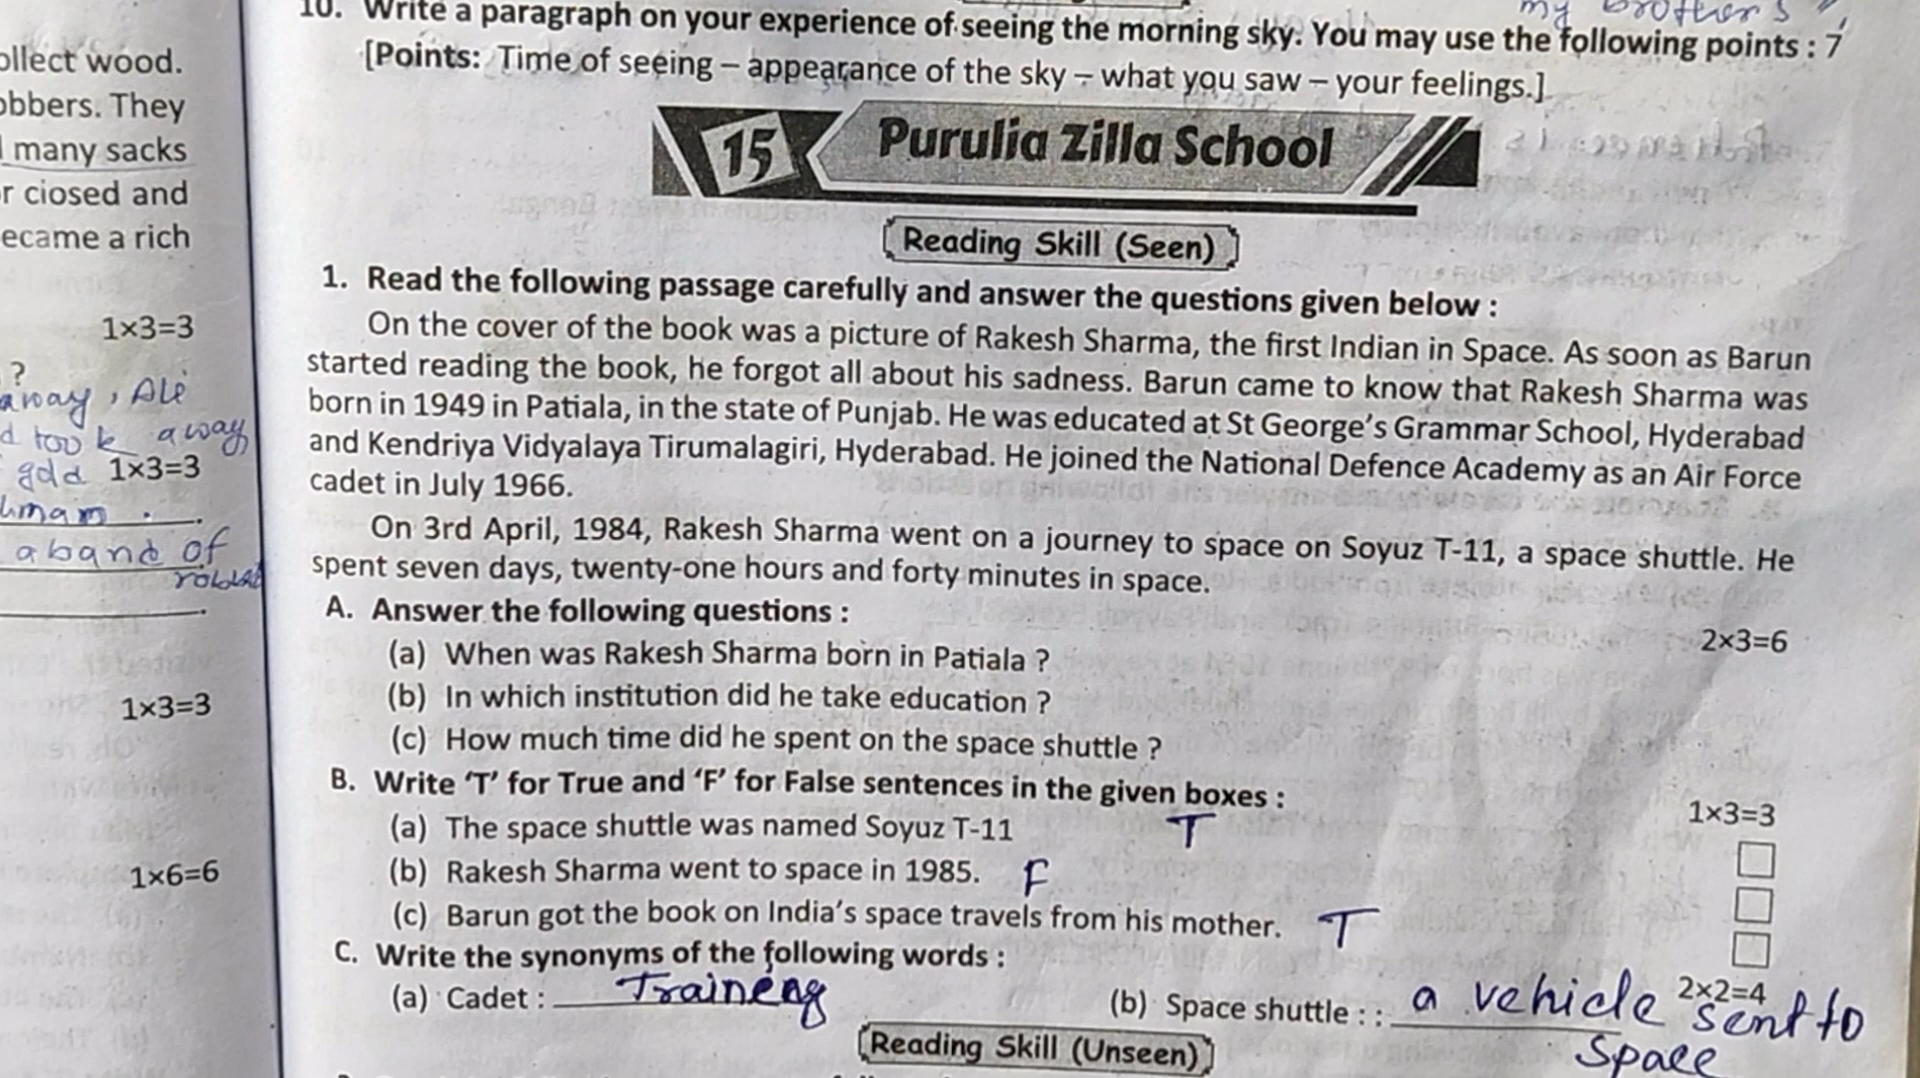 my brother's
10. Write a paragraph on your experience of seeing the morning sky. You may use the following points : 7
[Points: Time of seeing – appearance of the sky – what you saw – your feelings.]
ollect wood.
obbers. They
many sacks
r ciosed and
ecame a rich
1×3=3
?
away, Ali
d took away
gold 1×3=3
a band of
1×3=3
1×6=6
15 Purulia Zilla School
Reading Skill (Seen)
1. Read the following passage carefully and answer the questions given below :
On the cover of the book was a picture of Rakesh Sharma, the first Indian in Space. As soon as Barun
started reading the book, he forgot all about his sadness. Barun came to know that Rakesh Sharma was
born in 1949 in Patiala, in the state of Punjab. He was educated at St George's Grammar School, Hyderabad
and Kendriya Vidyalaya Tirumalagiri, Hyderabad. He joined the National Defence Academy as an Air Force
cadet in July 1966.
On 3rd April, 1984, Rakesh Sharma went on a journey to space on Soyuz T-11, a space shuttle. He
spent seven days, twenty-one hours and forty minutes in space.
A. Answer the following questions : 2×3=6
(a) When was Rakesh Sharma born in Patiala ?
(b) In which institution did he take education ?
(c) How much time did he spent on the space shuttle ?
B. Write 'T' for True and 'F' for False sentences in the given boxes : 1×3=3
(a) The space shuttle was named Soyuz T-11 T
(b) Rakesh Sharma went to space in 1985. F
(c) Barun got the book on India's space travels from his mother. T
C. Write the synonyms of the following words : 2×2=4
(a) Cadet : (b) Space shuttle : : a vehicle sent to
Space
Reading Skill (Unseen)